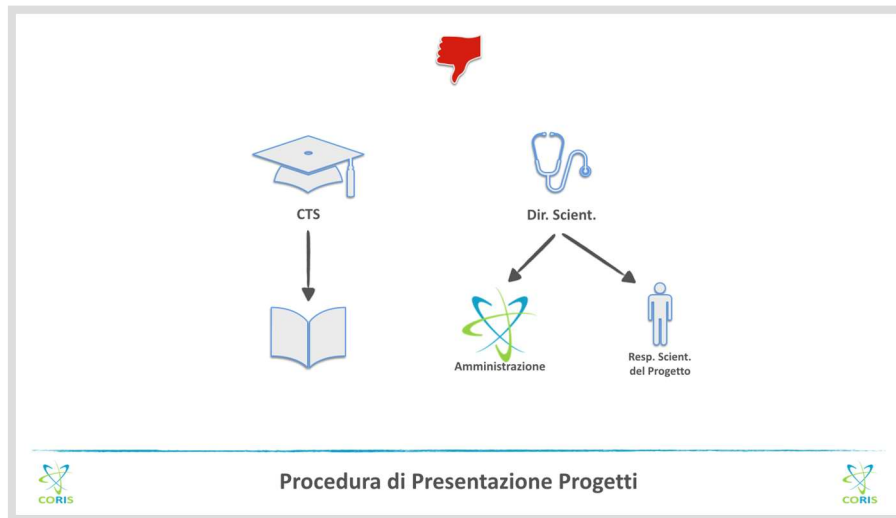 CTS
Dir. Scient.
Amministrazione
Resp. Scient.
del Progetto
Procedura di Presentazione Progetti
CORIS
CORIS